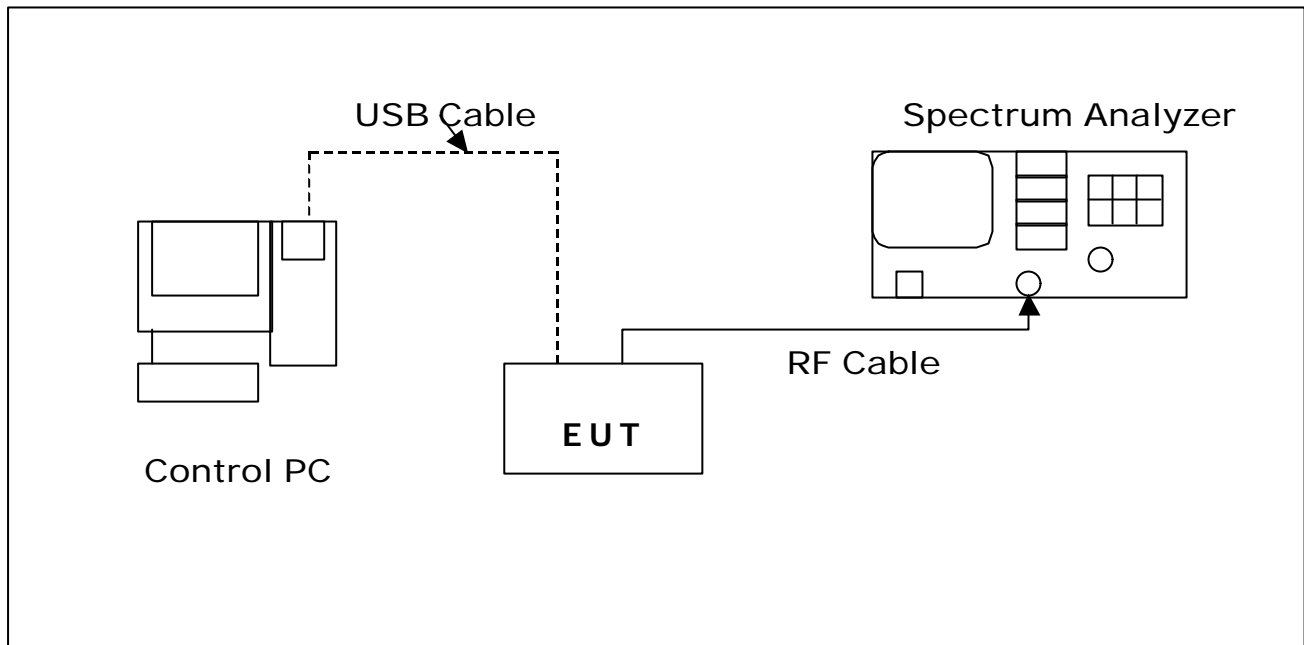 USB Cable
Spectrum Analyzer
RF Cable
EUT
Control PC